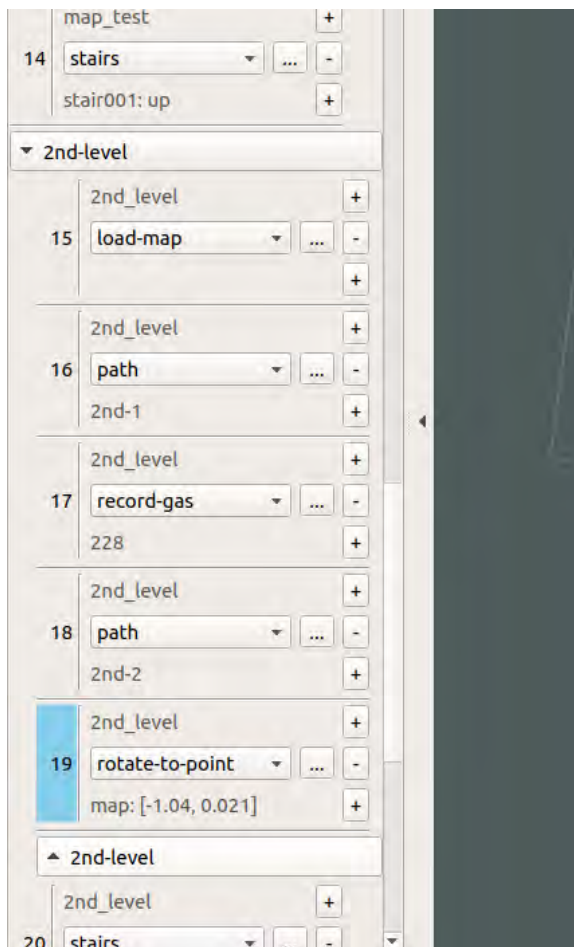 map_test +
14 stairs ... -
stair001: up +
2nd-level
2nd_level +
15 load-map ... -
+
2nd_level +
16 path ... -
2nd-1 +
2nd_level +
17 record-gas ... -
228 +
2nd_level +
18 path ... -
2nd-2 +
2nd_level +
19 rotate-to-point ... -
map: [-1.04, 0.021] +
2nd-level
2nd_level +
20 stairs ... -